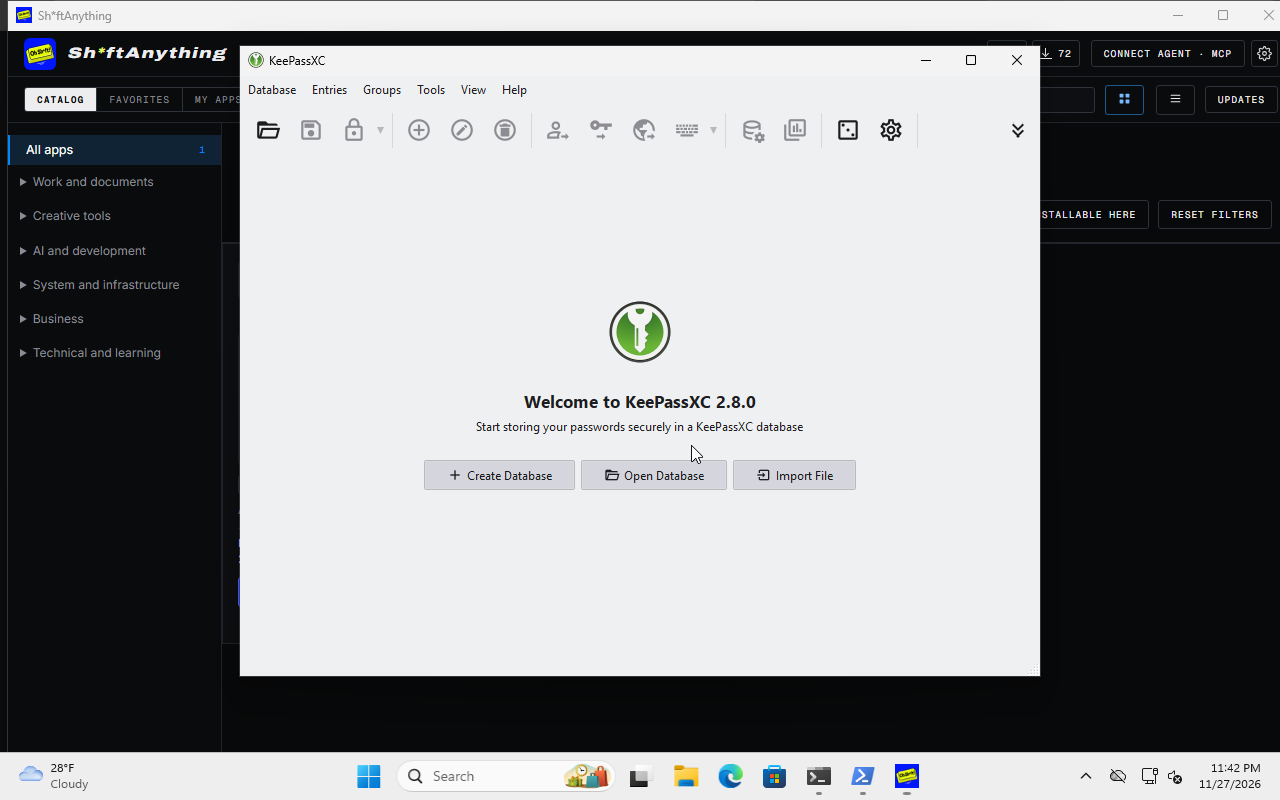 Sh*ftAnything
Sh*ftAnything
72
CONNECT AGENT · MCP
CATALOG
FAVORITES
MY APPS
UPDATES
All apps
1
Work and documents
Creative tools
AI and development
System and infrastructure
Business
Technical and learning
STALLABLE HERE
RESET FILTERS
KeePassXC
Database
Entries
Groups
Tools
View
Help
Welcome to KeePassXC 2.8.0
Start storing your passwords securely in a KeePassXC database
Create Database
Open Database
Import File
28°F
Cloudy
Search
11:42 PM
11/27/2026